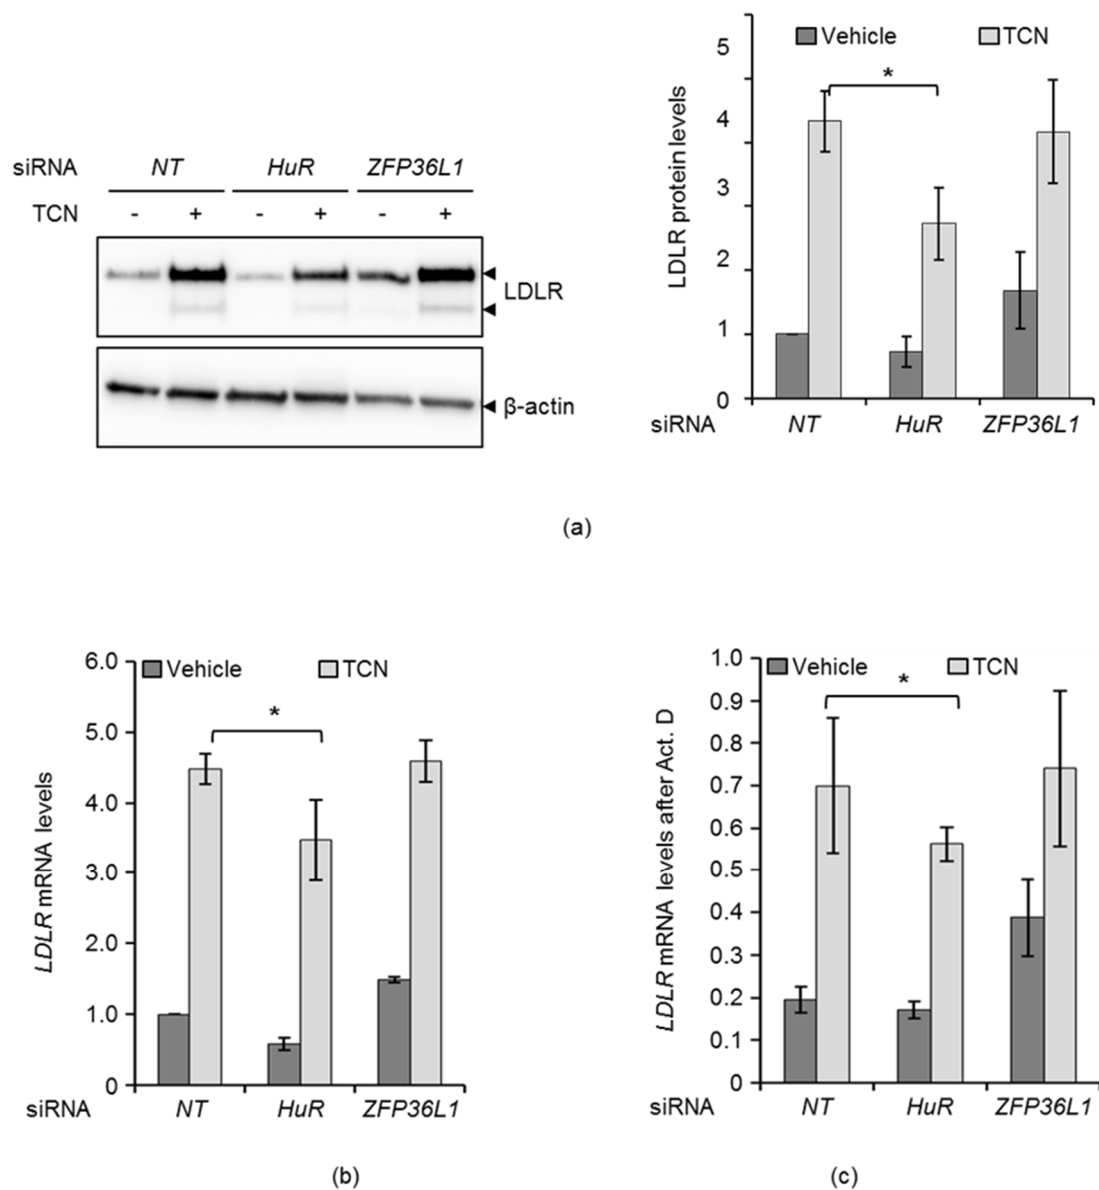 siRNA NT HuR ZFP36L1
TCN - + - + - +
LDLR
β-actin
Vehicle TCN
*
LDLR protein levels
5
4
3
2
1
0
siRNA NT HuR ZFP36L1
(a)
Vehicle TCN
*
LDLR mRNA levels
6.0
5.0
4.0
3.0
2.0
1.0
0
siRNA NT HuR ZFP36L1
(b)
Vehicle TCN
*
LDLR mRNA levels after Act. D
1.0
0.9
0.8
0.7
0.6
0.5
0.4
0.3
0.2
0.1
0
siRNA NT HuR ZFP36L1
(c)